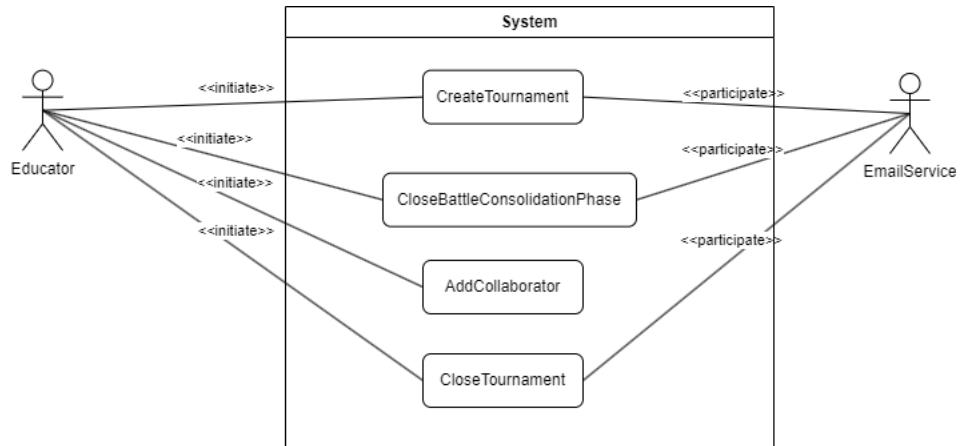 System
<<initiate>>
CreateTournament
<<participate>>
<<initiate>>
<<participate>>
Educator
EmailService
<<initiate>>
CloseBattleConsolidationPhase
<<initiate>>
<<participate>>
AddCollaborator
CloseTournament